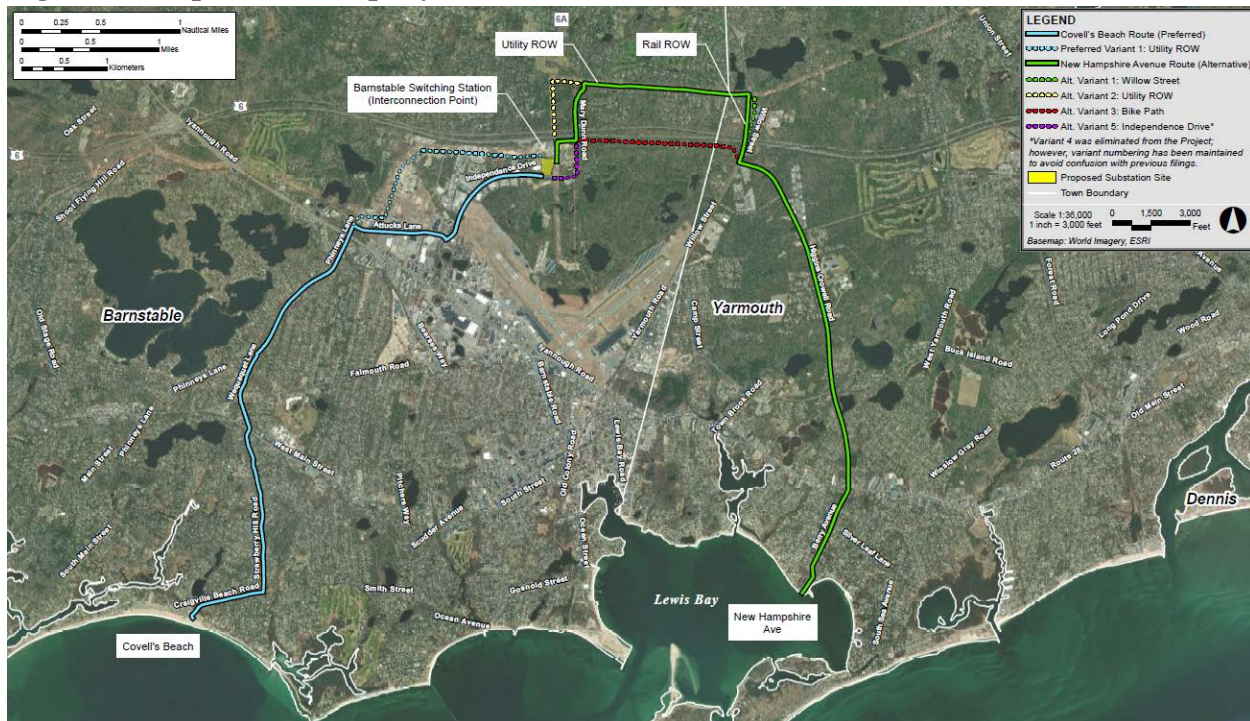 0 0.25 0.5 1
Nautical Miles
0 0.5 1
Miles
0 0.5 1
Kilometers
6A
Utility ROW
Rail ROW
Barnstable Switching Station
(Interconnection Point)
LEGEND
Covell's Beach Route (Preferred)
Preferred Variant 1: Utility ROW
New Hampshire Avenue Route (Alternative)
Alt. Variant 1: Willow Street
Alt. Variant 2: Utility ROW
Alt. Variant 3: Bike Path
Alt. Variant 5: Independence Drive*
*Variant 4 was eliminated from the Project;
however, variant numbering has been maintained
to avoid confusion with previous filings.
Proposed Substation Site
Town Boundary
Scale 1:36,000
1 inch = 3,000 feet
0 1,500 3,000
Feet
Basemap: World Imagery, ESRI
Union Street
Oak Street
6
Iyannough Road
6
Shoot Flying Hill Road
Mary Dunn Road
Willow Street
Independence Drive
Attucks Lane
Phinneys Lane
Willow Street
Higgins Crowell Road
Forest Road
Avenue
Barnstable
Yarmouth
Old Stage Road
Bearses Way
Yarmouth Road
Camp Street
West Yarmouth Road
Long Pond Drive
Wood Road
Iyannough Road
Buck Island Road
Phinneys Lane
Wequaquet Lane
Falmouth Road
Barnstable Road
Old Main Street
Main Street
Phinneys Lane
West Main Street
Town Brook Road
Lewis Bay Road
Winslow Gray Road
Route 28
Pitchers Way
South Street
Old Colony Road
Scudder Avenue
Dennis
South Main Street
Strawberry Hill Road
Ocean Street
Berry Avenue
Silver Leaf Lane
Craigville Beach Road
Smith Street
Gosnold Street
Lewis Bay
New Hampshire
Ave
South Sea Avenue
Ocean Avenue
Covell's Beach